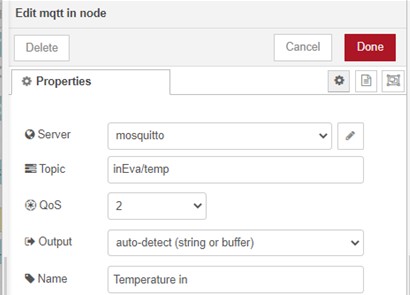 Edit mqtt in node
Delete Cancel Done
Properties
Server mosquitto
Topic inEva/temp
QoS 2
Output auto-detect (string or buffer)
Name Temperature in